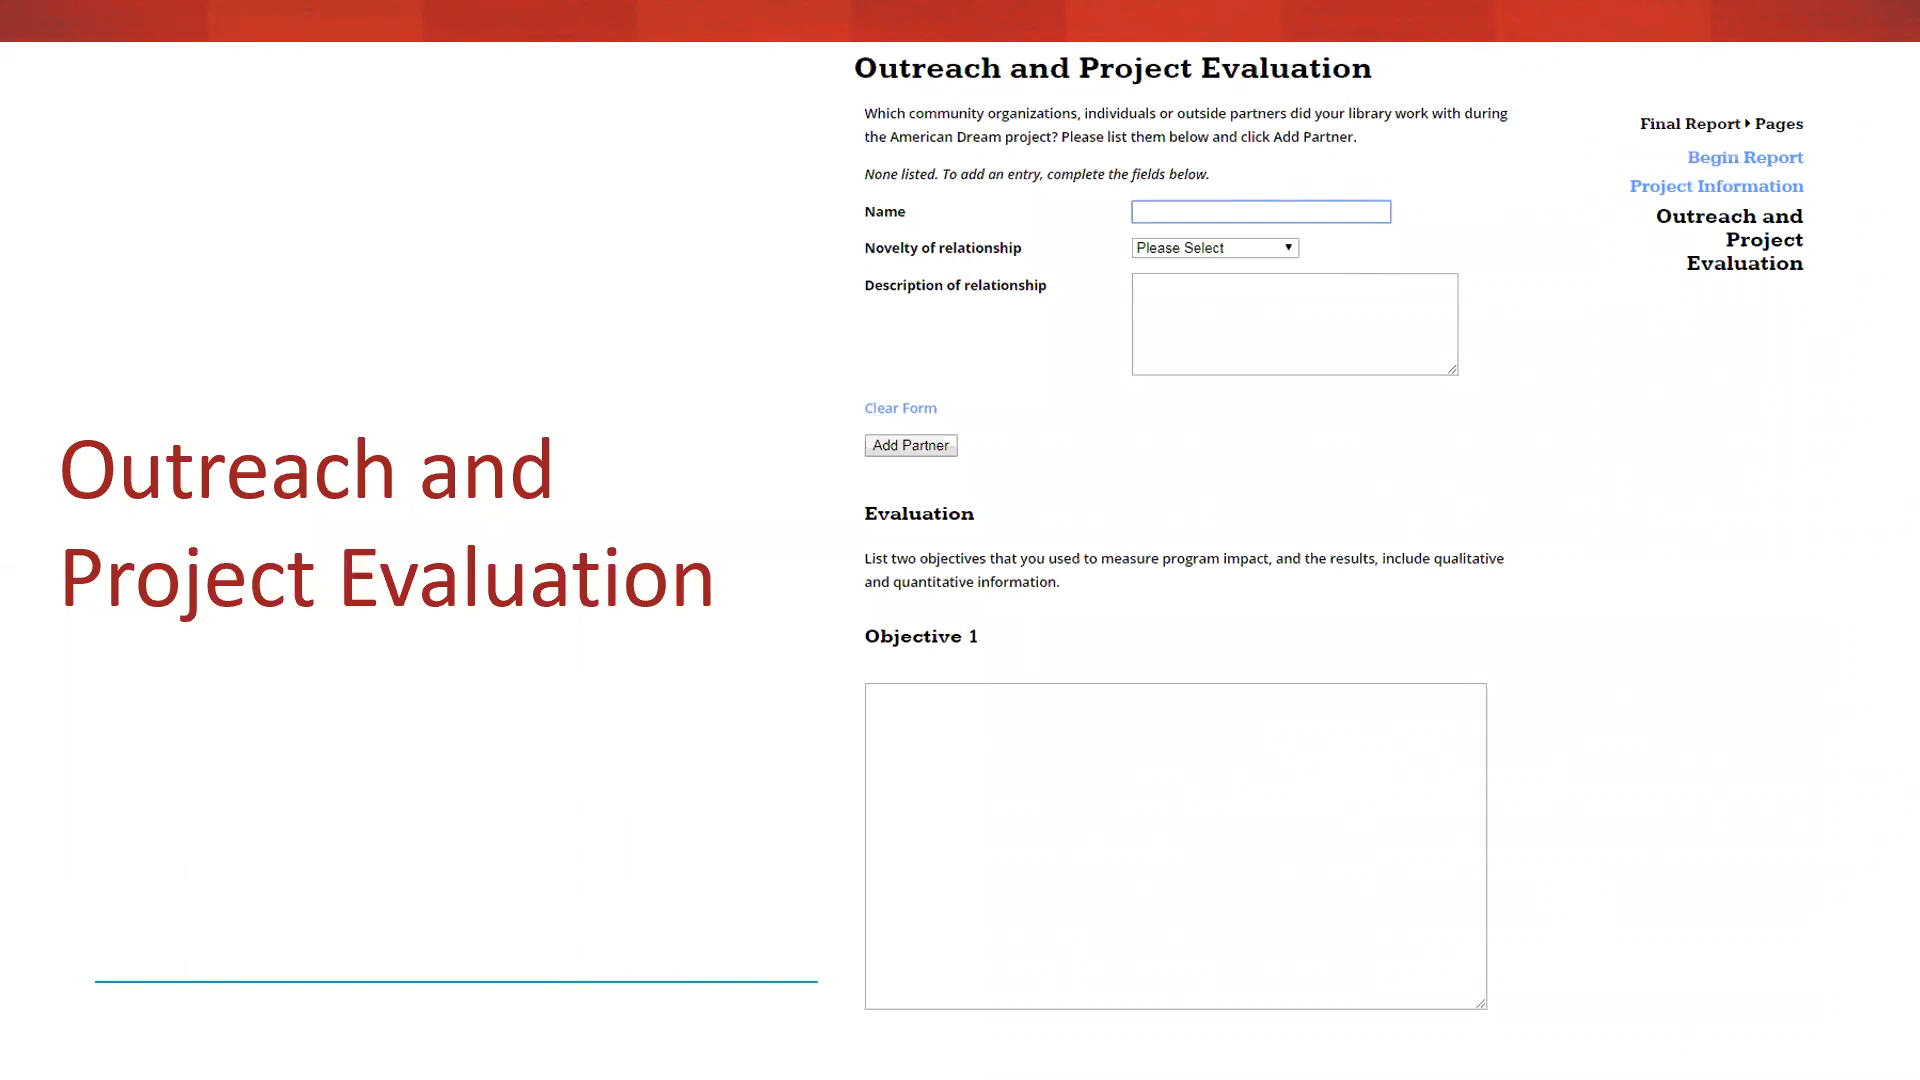 Outreach and
Project Evaluation
Outreach and Project Evaluation
Which community organizations, individuals or outside partners did your library work with during
the American Dream project? Please list them below and click Add Partner.
None listed. To add an entry, complete the fields below.
Name
Novelty of relationship
Please Select
Description of relationship
Clear Form
Add Partner
Evaluation
List two objectives that you used to measure program impact, and the results, include qualitative
and quantitative information.
Objective 1
Final Report ▸ Pages
Begin Report
Project Information
Outreach and
Project
Evaluation